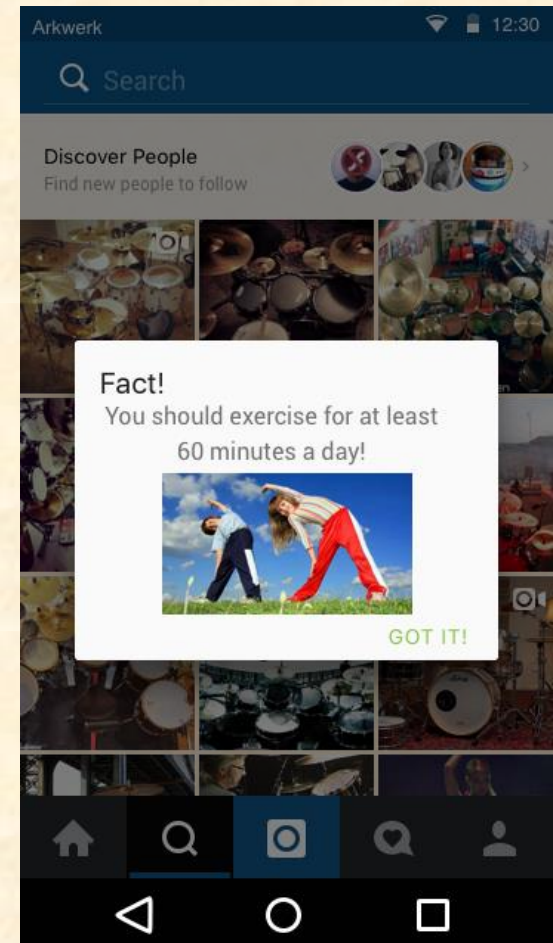 Arkwerk 12:30
Search
Discover People
Find new people to follow
Fact!
You should exercise for at least
60 minutes a day!
GOT IT!